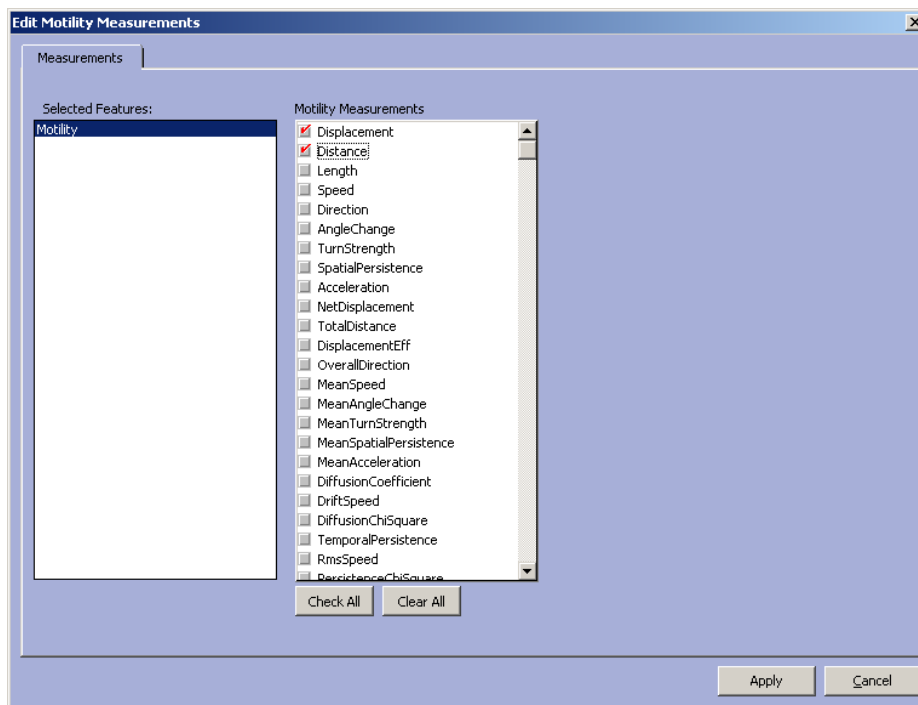 Edit Motility Measurements
Measurements
Selected Features:
Motility
Motility Measurements
Displacement
Distance
Length
Speed
Direction
AngleChange
TurnStrength
SpatialPersistence
Acceleration
NetDisplacement
TotalDistance
DisplacementEff
OverallDirection
MeanSpeed
MeanAngleChange
MeanTurnStrength
MeanSpatialPersistence
MeanAcceleration
DiffusionCoefficient
DriftSpeed
DiffusionChiSquare
TemporalPersistence
RmsSpeed
PersistenceChiSquare
Check All Clear All
Apply Cancel